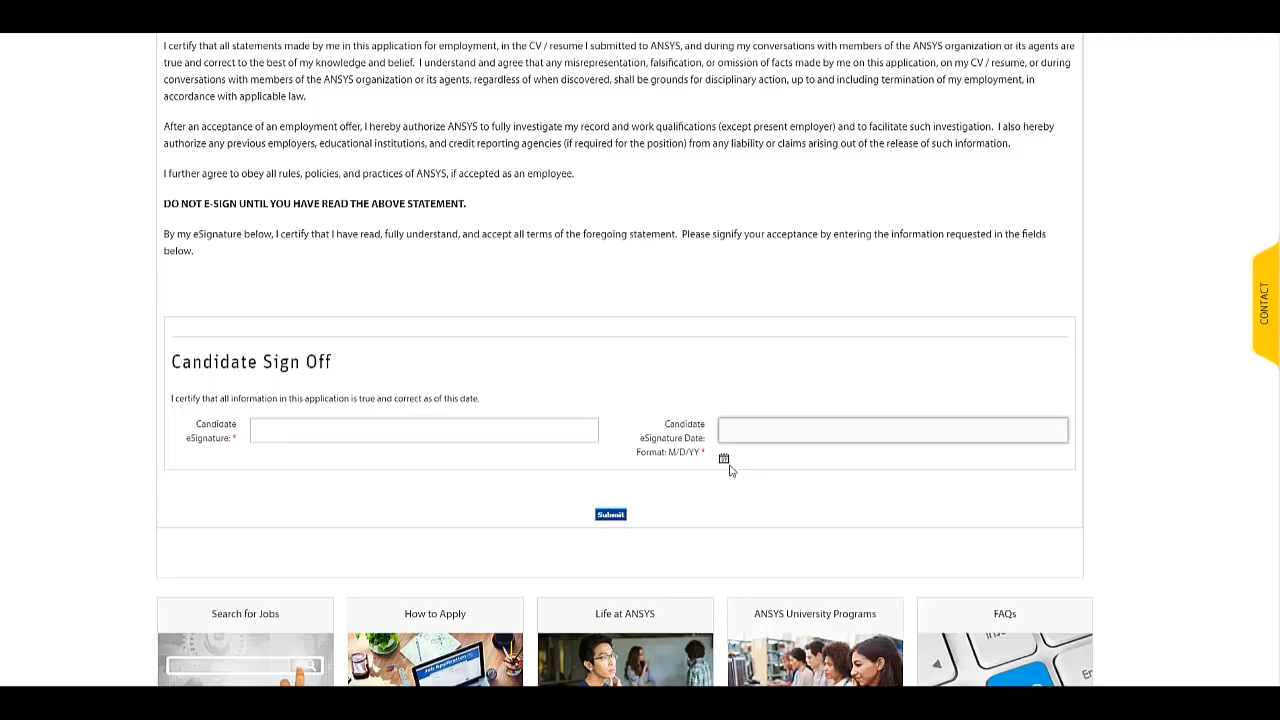 I certify that all statements made by me in this application for employment, in the CV / resume I submitted to ANSYS, and during my conversations with members of the ANSYS organization or its agents are
true and correct to the best of my knowledge and belief. I understand and agree that any misrepresentation, falsification, or omission of facts made by me on this application, on my CV / resume, or during
conversations with members of the ANSYS organization or its agents, regardless of when discovered, shall be grounds for disciplinary action, up to and including termination of my employment, in
accordance with applicable law.
After an acceptance of an employment offer, I hereby authorize ANSYS to fully investigate my record and work qualifications (except present employer) and to facilitate such investigation. I also hereby
authorize any previous employers, educational institutions, and credit reporting agencies (if required for the position) from any liability or claims arising out of the release of such information.
I further agree to obey all rules, policies, and practices of ANSYS, if accepted as an employee.
DO NOT E-SIGN UNTIL YOU HAVE READ THE ABOVE STATEMENT.
By my eSignature below, I certify that I have read, fully understand, and accept all terms of the foregoing statement. Please signify your acceptance by entering the information requested in the fields
below.
CONTACT
Candidate Sign Off
I certify that all information in this application is true and correct as of this date.
Candidate
eSignature: *
Candidate
eSignature Date:
Format: M/D/YY *
Submit
Search for Jobs
How to Apply
Life at ANSYS
ANSYS University Programs
FAQs
Job Application